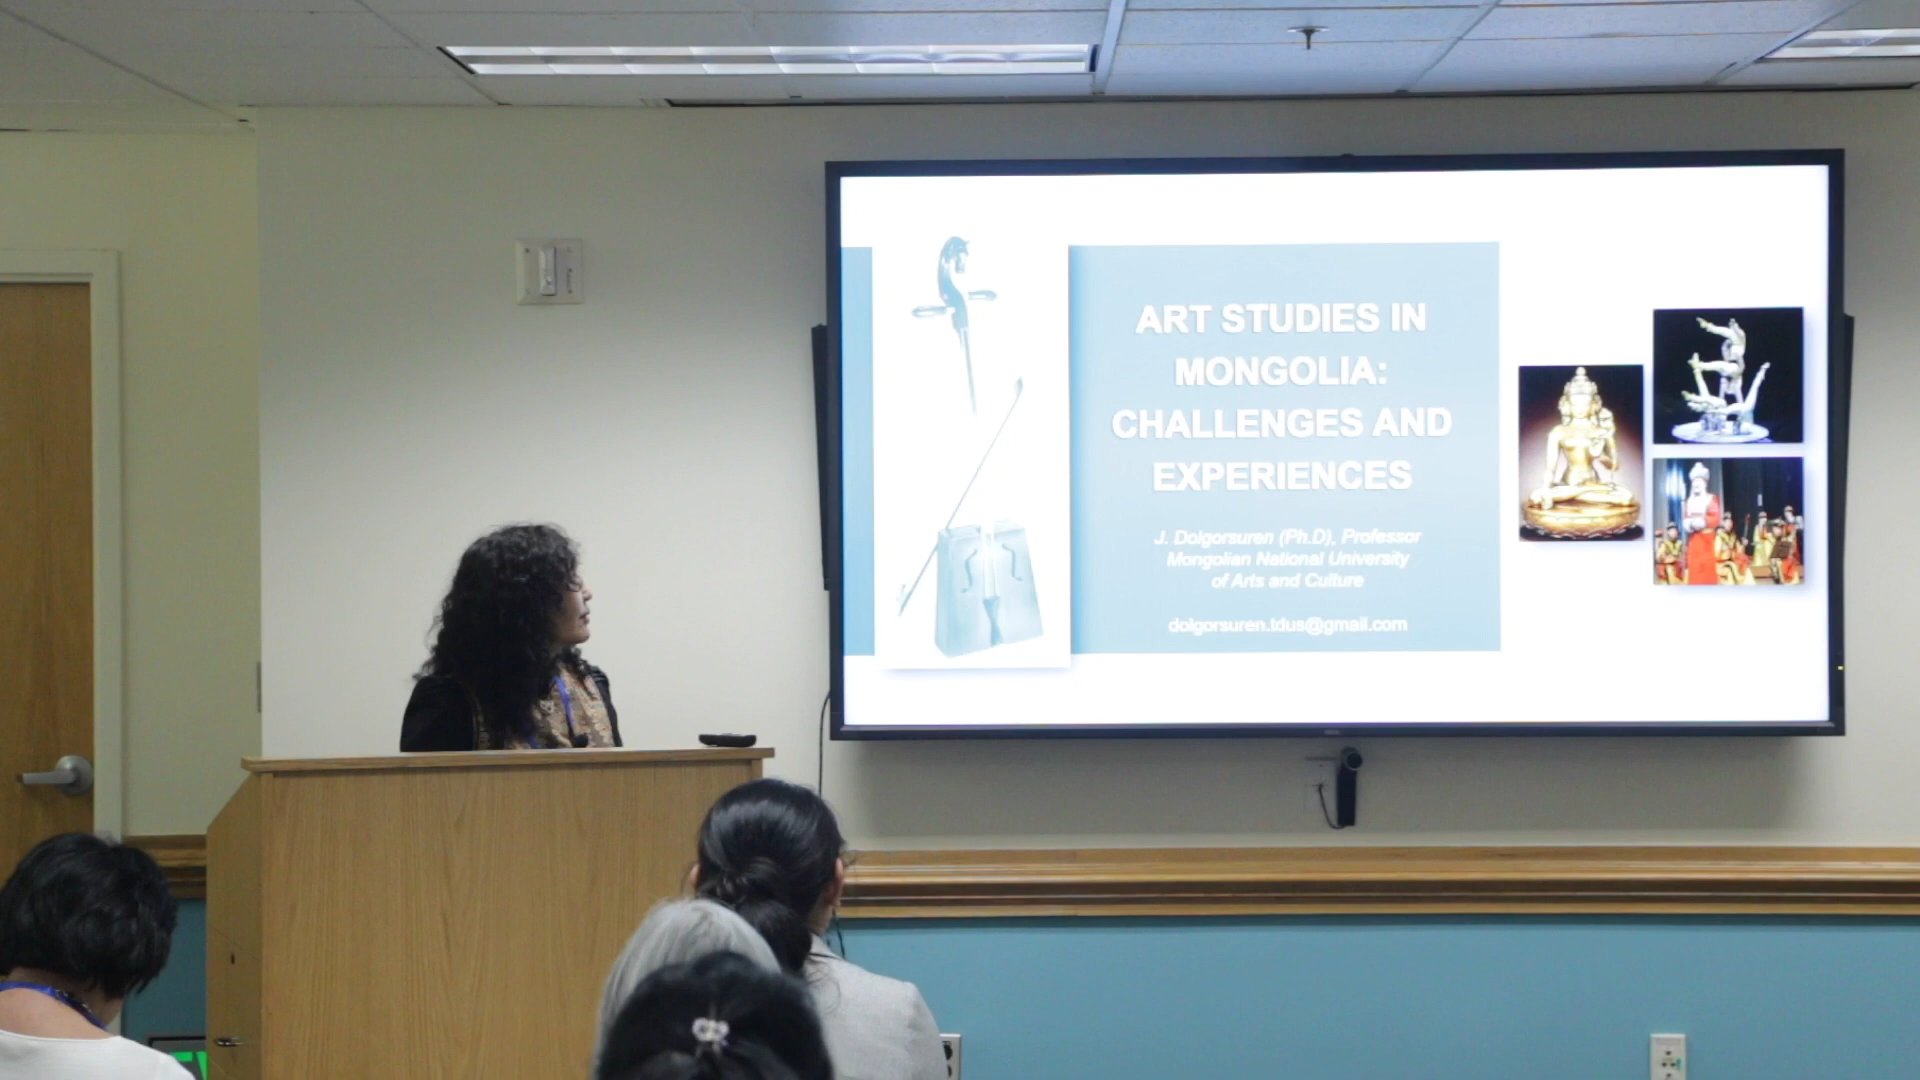 ART STUDIES IN
MONGOLIA:
CHALLENGES AND
EXPERIENCES
J. Dolgorsuren (Ph.D), Professor
Mongolian National University
of Arts and Culture
dolgorsuren.tdus@gmail.com